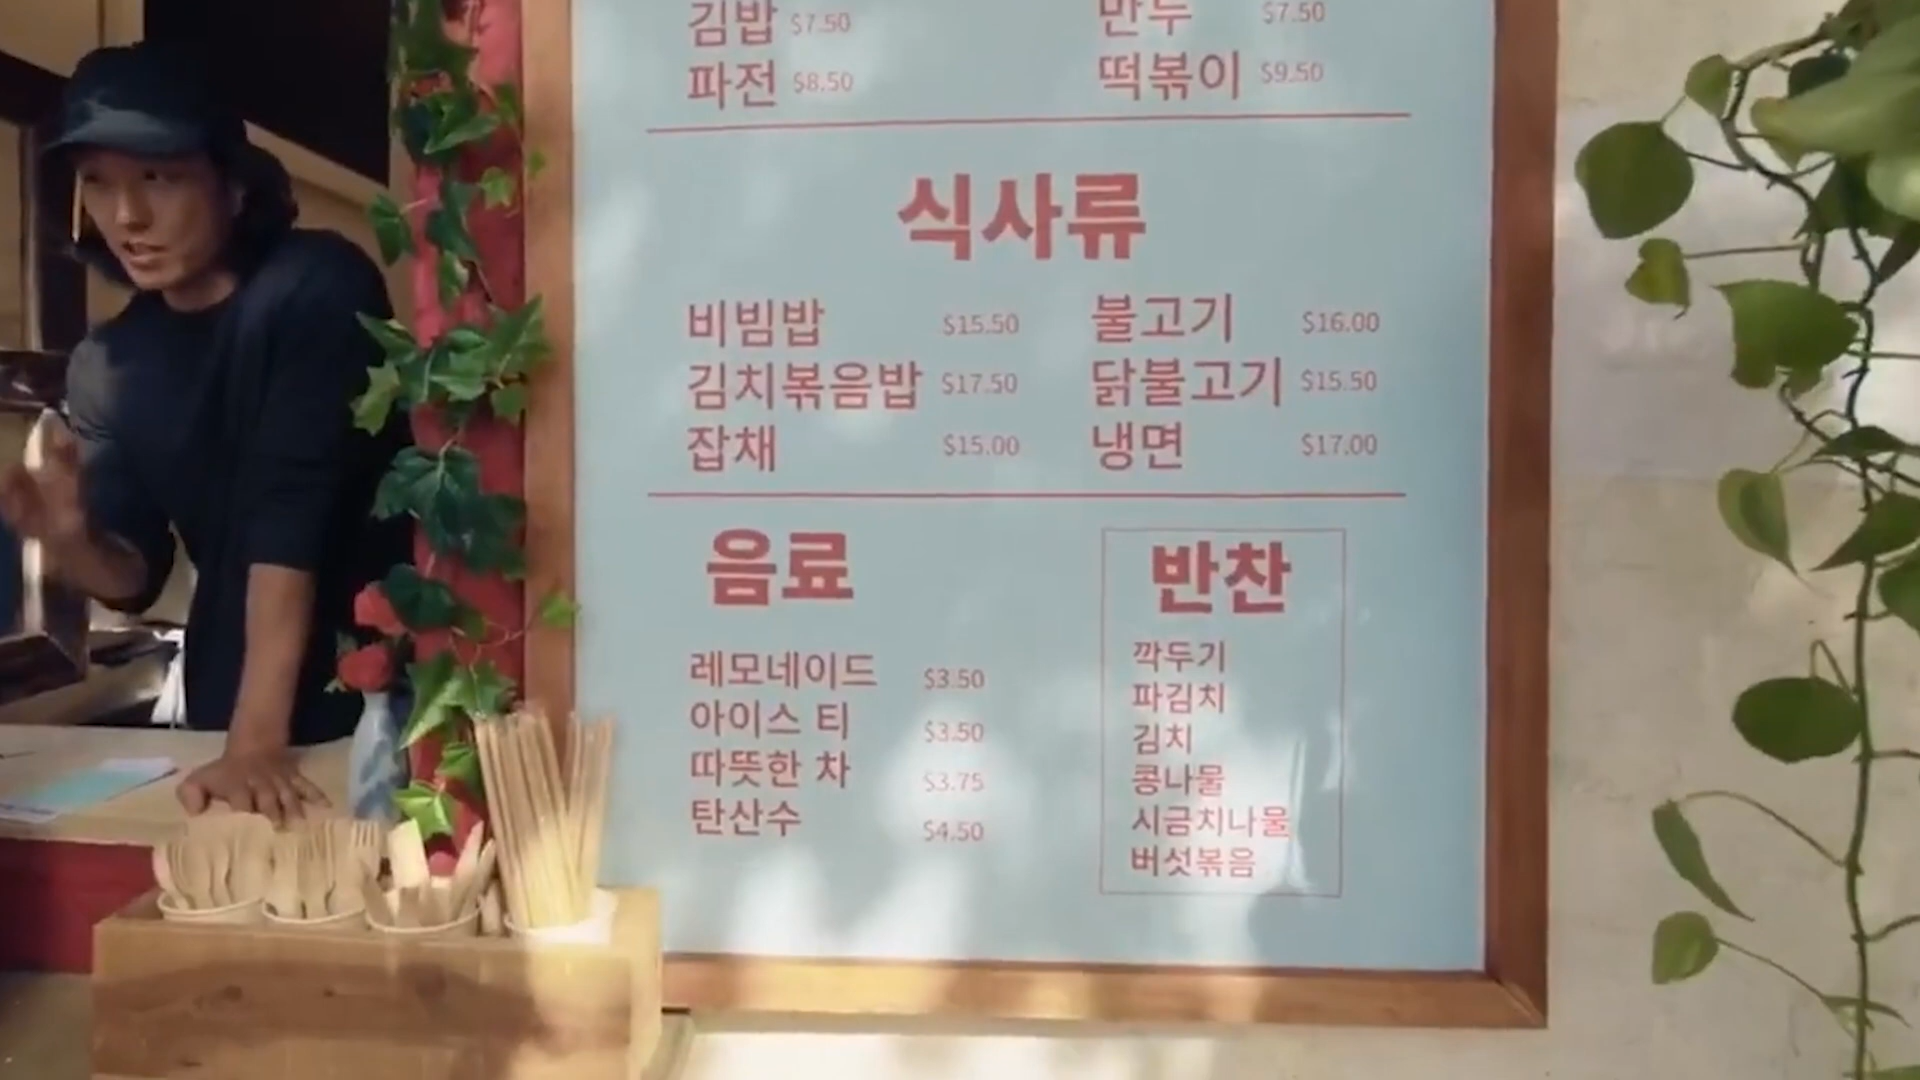 김밥 $7.50 만두 $7.50
파전 $8.50 떡볶이 $9.50
식사류
비빔밥 $15.50 불고기 $16.00
김치볶음밥 $17.50 닭불고기 $15.50
잡채 $15.00 냉면 $17.00
음료
레모네이드 $3.50
아이스 티 $3.50
따뜻한 차 $3.75
탄산수 $4.50
반찬
깍두기
파김치
김치
콩나물
시금치나물
버섯볶음